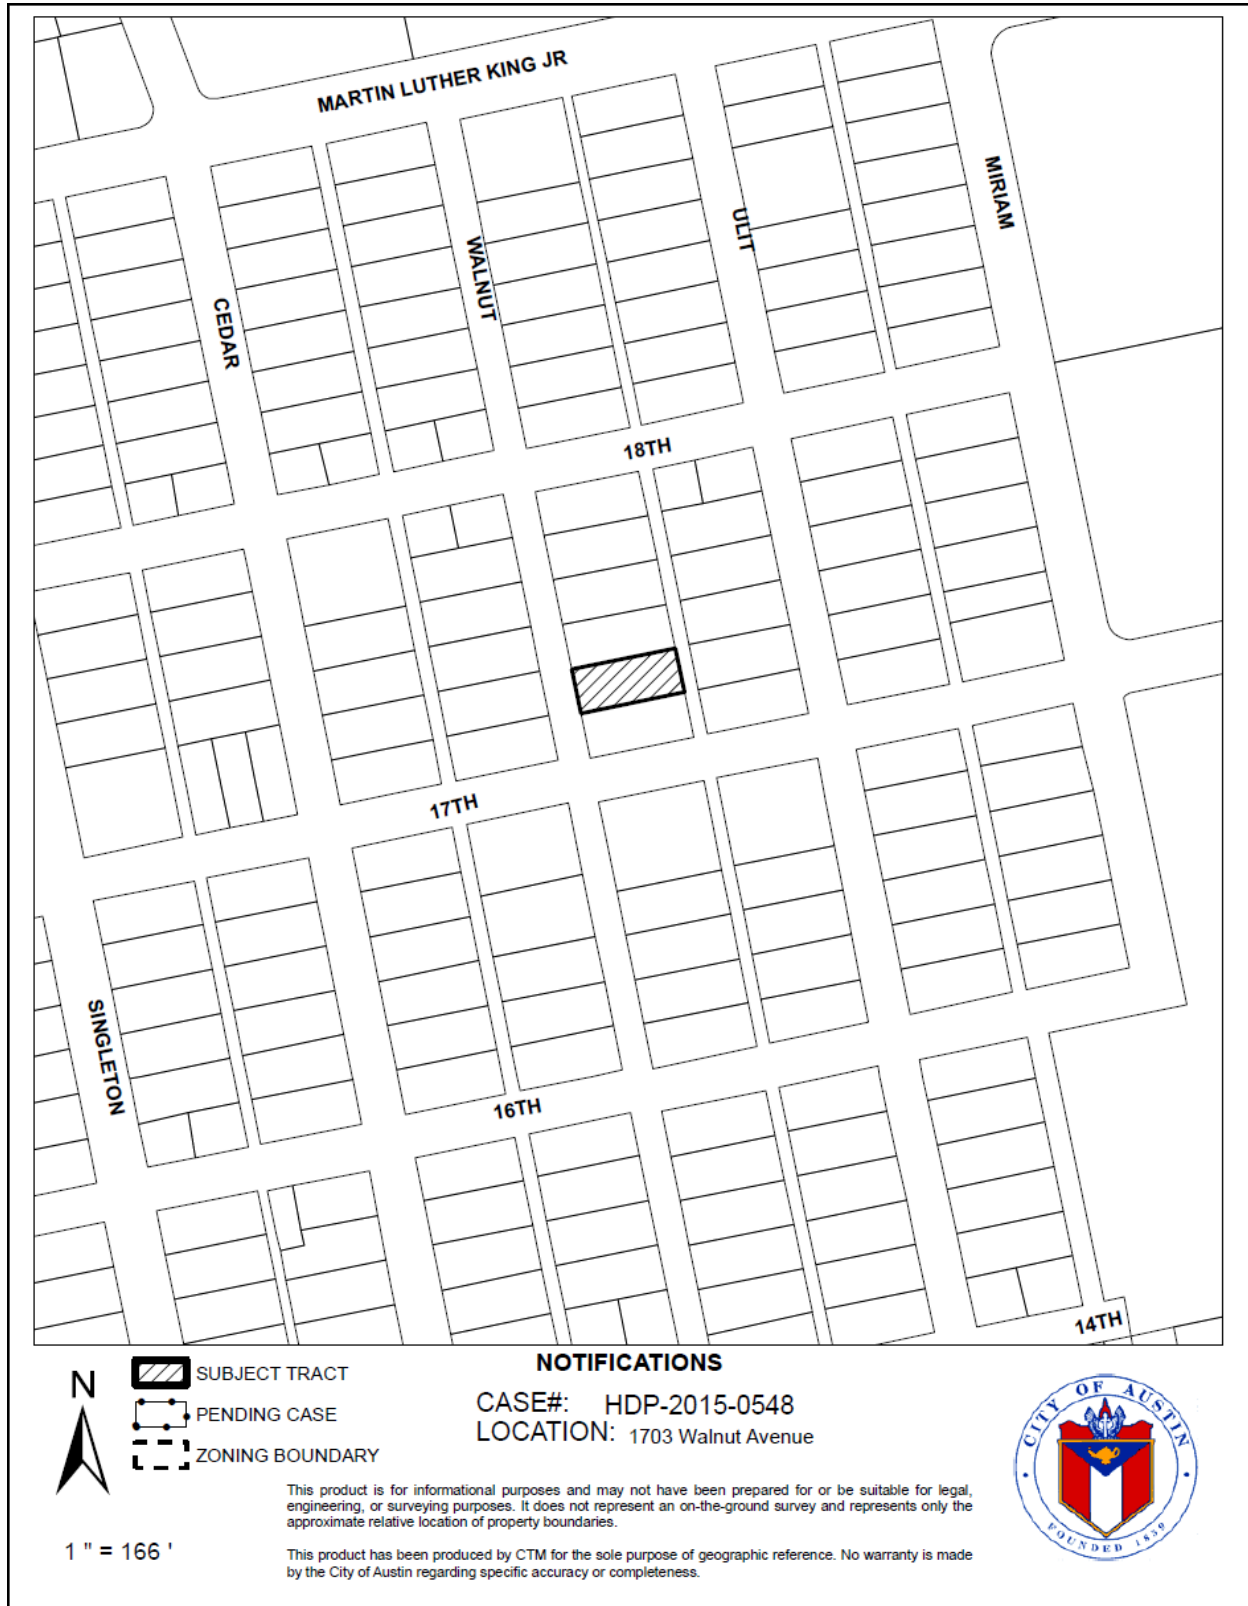 MARTIN LUTHER KING JR
MIRIAM
ULIT
WALNUT
CEDAR
18TH
17TH
SINGLETON
16TH
14TH
N
SUBJECT TRACT
PENDING CASE
ZONING BOUNDARY
1 " = 166 '
NOTIFICATIONS
CASE#: HDP-2015-0548
LOCATION: 1703 Walnut Avenue
This product is for informational purposes and may not have been prepared for or be suitable for legal,
engineering, or surveying purposes. It does not represent an on-the-ground survey and represents only the
approximate relative location of property boundaries.
This product has been produced by CTM for the sole purpose of geographic reference. No warranty is made
by the City of Austin regarding specific accuracy or completeness.
CITY OF AUSTIN
FOUNDED 1839